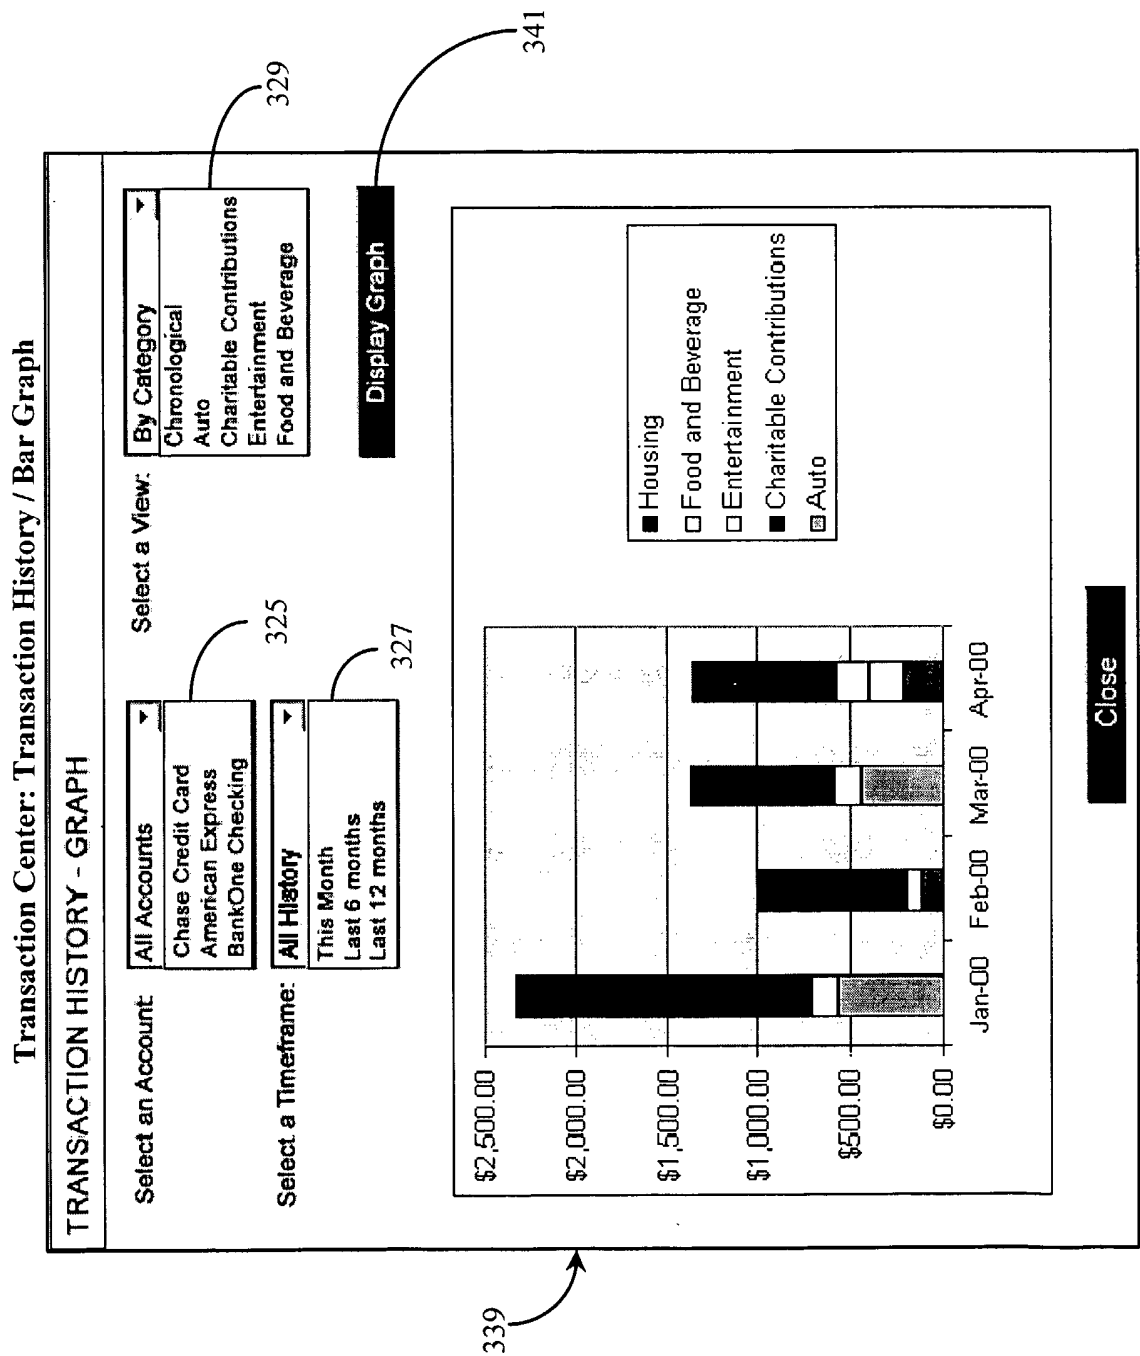 Transaction Center: Transaction History / Bar Graph
TRANSACTION HISTORY - GRAPH
Select an Account:
All Accounts
Chase Credit Card
American Express
BankOne Checking
325
Select a View:
By Category
Chronological
Auto
Charitable Contributions
Entertainment
Food and Beverage
329
Select a Timeframe:
All History
This Month
Last 6 months
Last 12 months
327
Display Graph
341
339
$2,500.00
$2,000.00
$1,500.00
$1,000.00
$500.00
$0.00
Jan-00 Feb-00 Mar-00 Apr-00
Housing
Food and Beverage
Entertainment
Charitable Contributions
Auto
Close